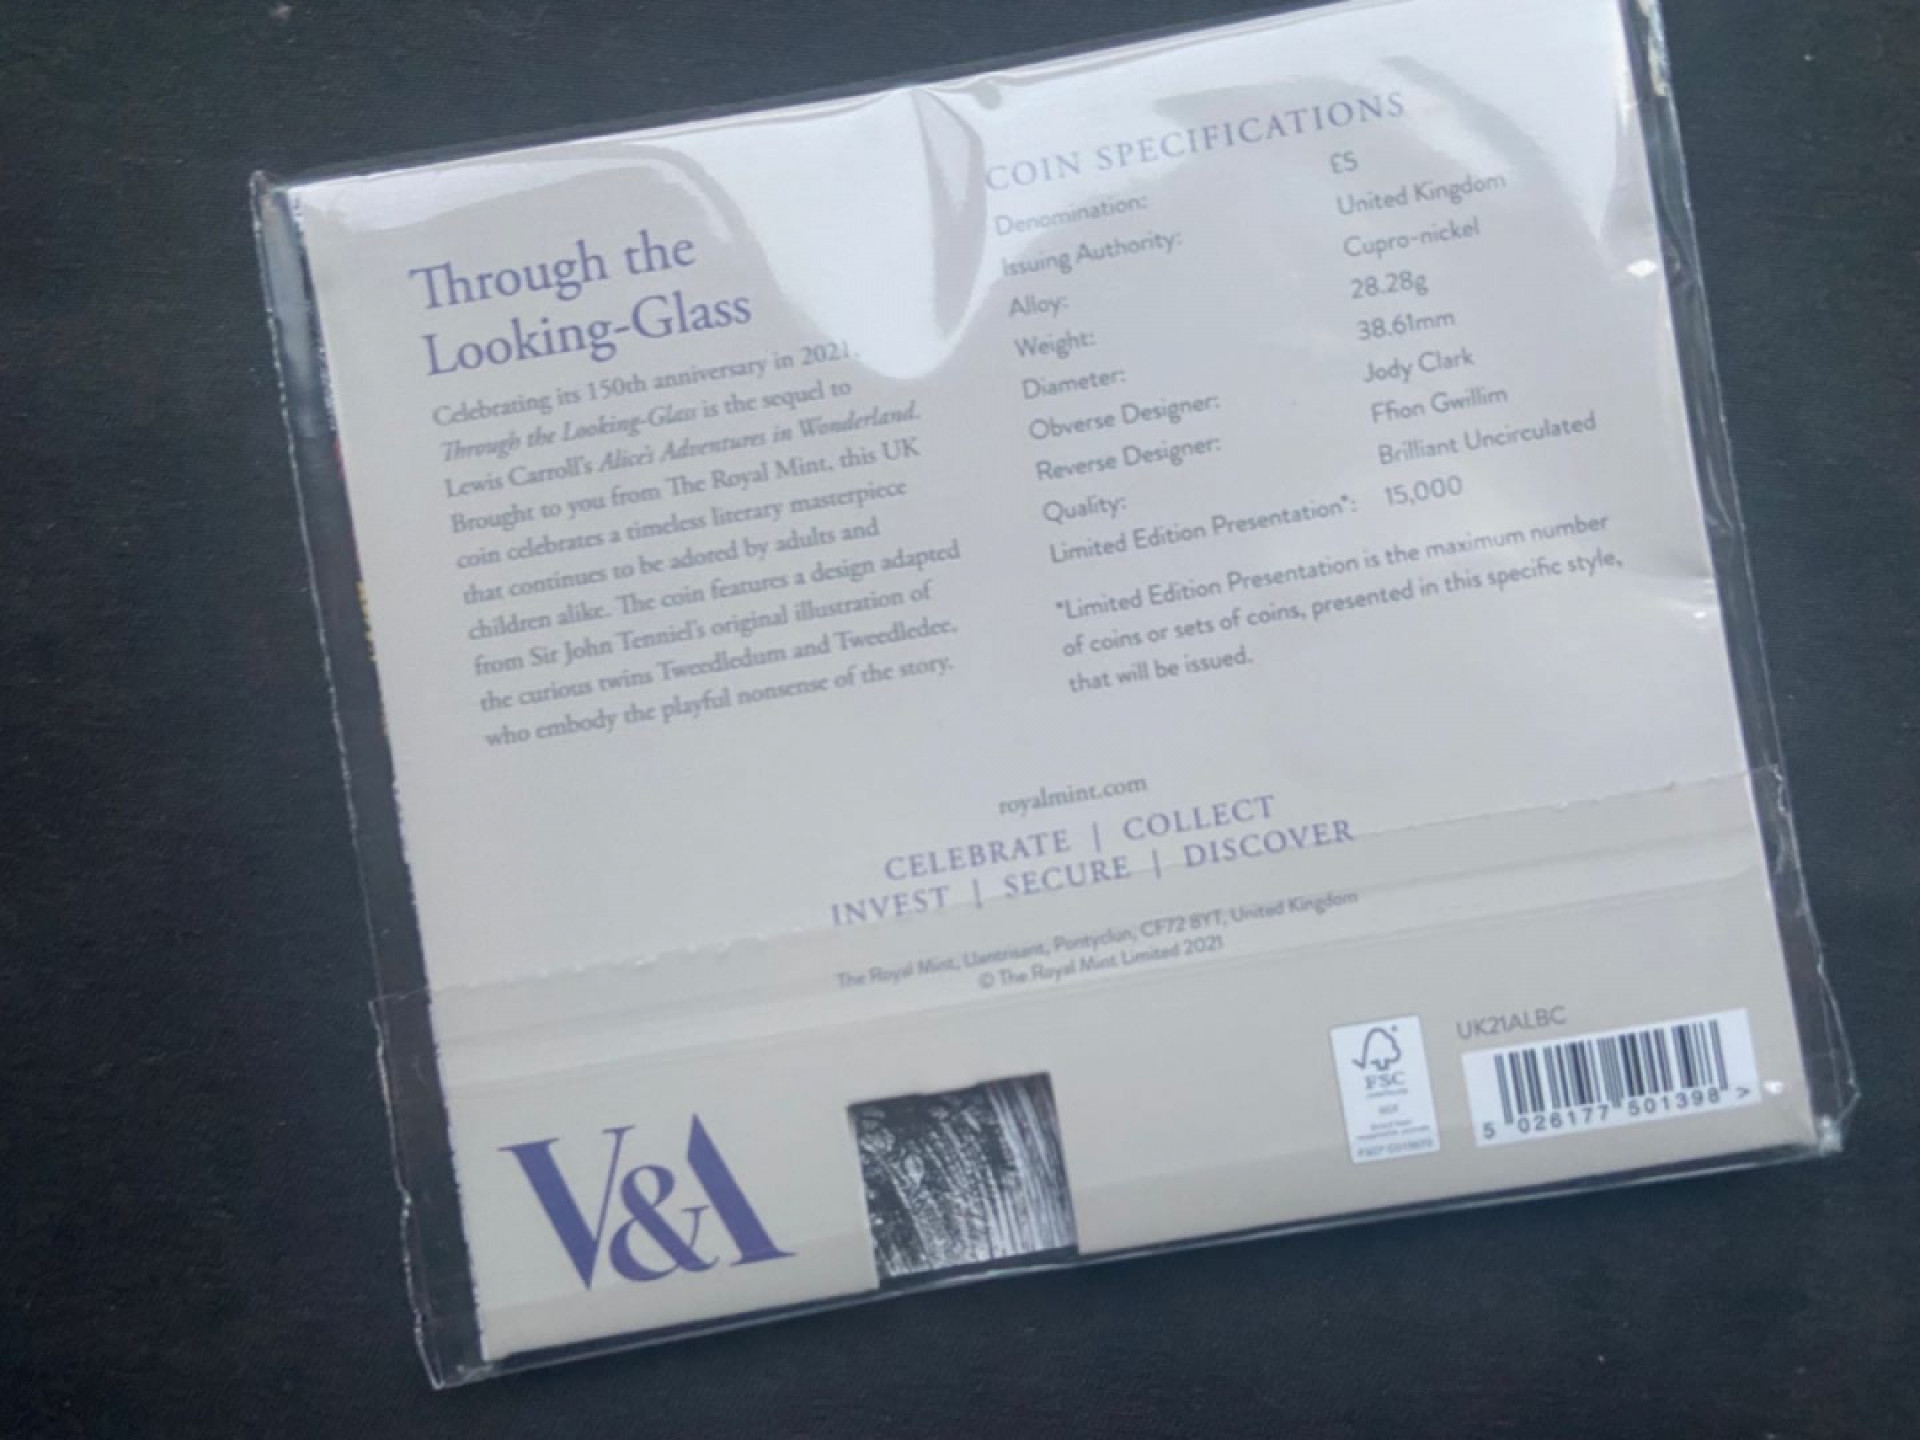 Through the
Looking-Glass
Celebrating its 150th anniversary in 2021,
Through the Looking-Glass is the sequel to
Lewis Carroll's Alice's Adventures in Wonderland.
Brought to you from The Royal Mint, this UK
coin celebrates a timeless literary masterpiece
that continues to be adored by adults and
children alike. The coin features a design adapted
from Sir John Tenniel's original illustration of
the curious twins Tweedledum and Tweedledee,
who embody the playful nonsense of the story.
COIN SPECIFICATIONS
Denomination: £5
Issuing Authority: United Kingdom
Alloy: Cupro-nickel
Weight: 28.28g
Diameter: 38.61mm
Obverse Designer: Jody Clark
Reverse Designer: Ffion Gwillim
Quality: Brilliant Uncirculated
Limited Edition Presentation*: 15,000
*Limited Edition Presentation is the maximum number
of coins or sets of coins, presented in this specific style,
that will be issued.
royalmint.com
CELEBRATE | COLLECT
INVEST | SECURE | DISCOVER
The Royal Mint, Llantrisant, Pontyclun, CF72 8YT, United Kingdom
© The Royal Mint Limited 2021
V&A
FSC
UK21ALBC
5 026177 501398 >